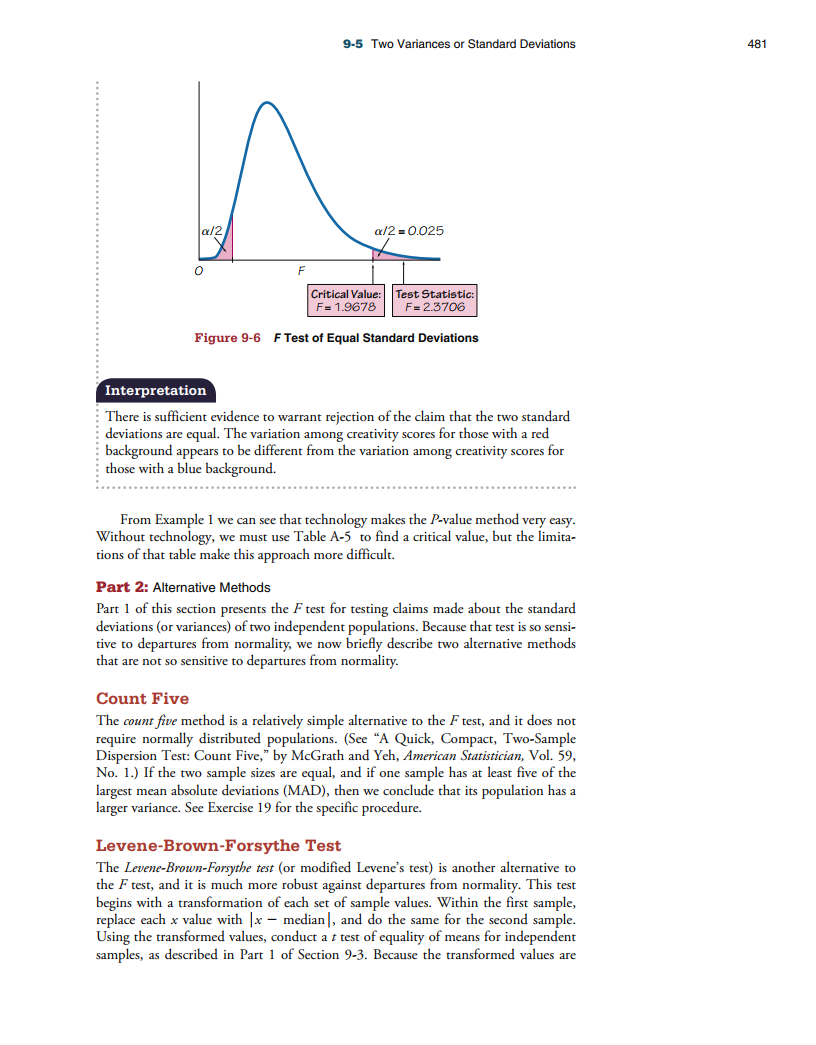 9-5 Two Variances or Standard Deviations 481
α/2
α/2 = 0.025
0
F
Critical Value:
F = 1.9678
Test Statistic:
F = 2.3706
Figure 9-6 F Test of Equal Standard Deviations
Interpretation
There is sufficient evidence to warrant rejection of the claim that the two standard
deviations are equal. The variation among creativity scores for those with a red
background appears to be different from the variation among creativity scores for
those with a blue background.
From Example 1 we can see that technology makes the P-value method very easy.
Without technology, we must use Table A-5 to find a critical value, but the limita-
tions of that table make this approach more difficult.
Part 2: Alternative Methods
Part 1 of this section presents the F test for testing claims made about the standard
deviations (or variances) of two independent populations. Because that test is so sensi-
tive to departures from normality, we now briefly describe two alternative methods
that are not so sensitive to departures from normality.
Count Five
The count five method is a relatively simple alternative to the F test, and it does not
require normally distributed populations. (See “A Quick, Compact, Two-Sample
Dispersion Test: Count Five,” by McGrath and Yeh, American Statistician, Vol. 59,
No. 1.) If the two sample sizes are equal, and if one sample has at least five of the
largest mean absolute deviations (MAD), then we conclude that its population has a
larger variance. See Exercise 19 for the specific procedure.
Levene-Brown-Forsythe Test
The Levene-Brown-Forsythe test (or modified Levene’s test) is another alternative to
the F test, and it is much more robust against departures from normality. This test
begins with a transformation of each set of sample values. Within the first sample,
replace each x value with |x − median|, and do the same for the second sample.
Using the transformed values, conduct a t test of equality of means for independent
samples, as described in Part 1 of Section 9-3. Because the transformed values are